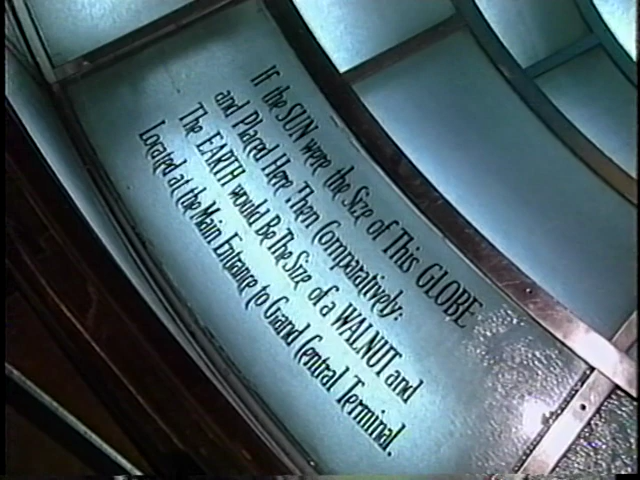 If the SUN were the Size of This GLOBE
and Placed Here. Then Comparatively:
The EARTH would Be The Size of a WALNUT and
Located at the Main Entrance to Grand Central Terminal.